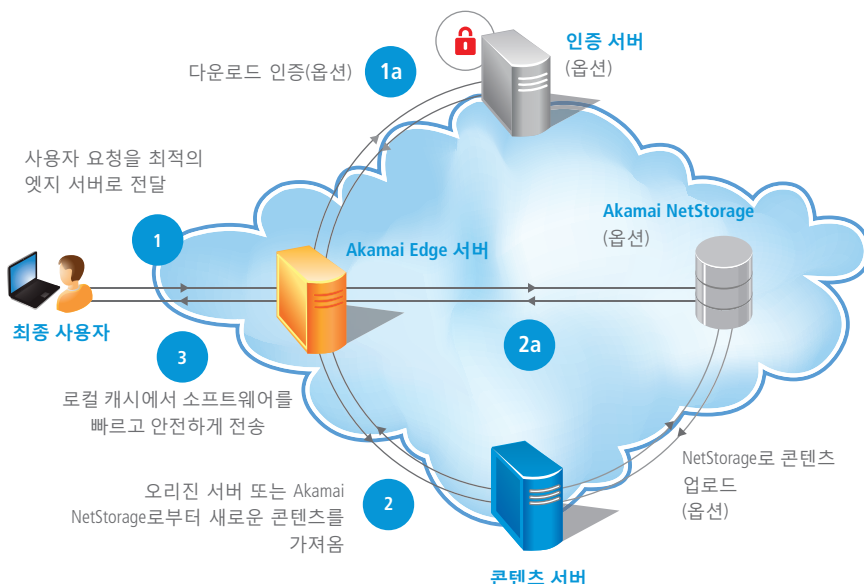 인증 서버
(옵션)
다운로드 인증(옵션)
1a
사용자 요청을 최적의
엣지 서버로 전달
1
Akamai NetStorage
(옵션)
Akamai Edge 서버
최종 사용자
2a
3
로컬 캐시에서 소프트웨어를
빠르고 안전하게 전송
NetStorage로 콘텐츠
업로드
(옵션)
오리진 서버 또는 Akamai
NetStorage로부터 새로운 콘텐츠를
가져옴
2
콘텐츠 서버